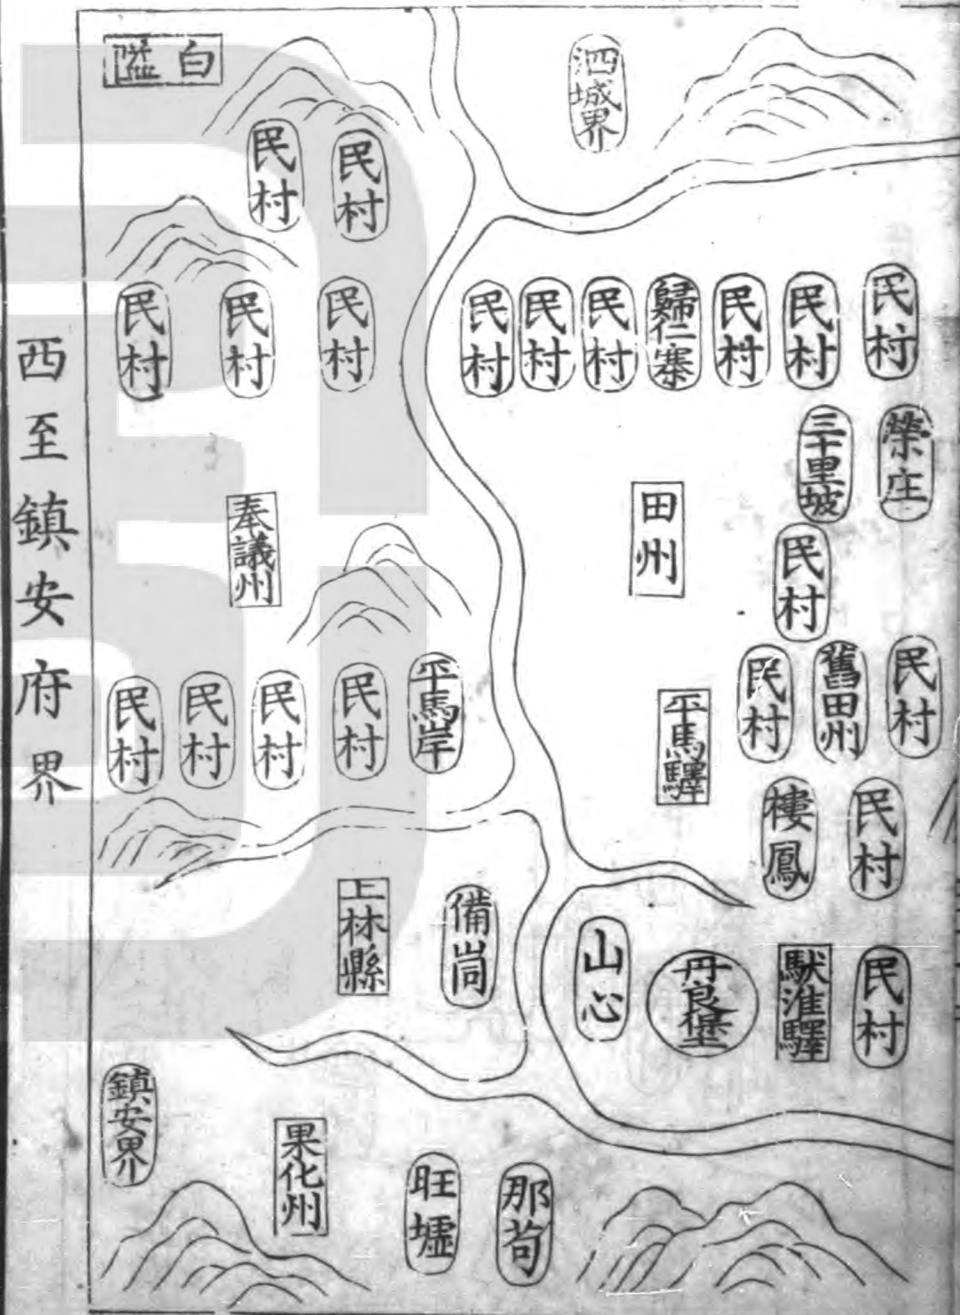 白隘
泗城界
民村
民村
民村
民村
民村
民村
民村
民村
歸仁寨
民村
民村
民村
三十里坡
榮庄
奉議州
田州
民村
民村
民村
民村
民村
平馬岸
平馬驛
民村
舊田州
民村
棲鳳
民村
上林縣
備峝
山心
丹良堡
馱淮驛
民村
鎮安界
果化州
旺墟
那茍
西至鎮安府界